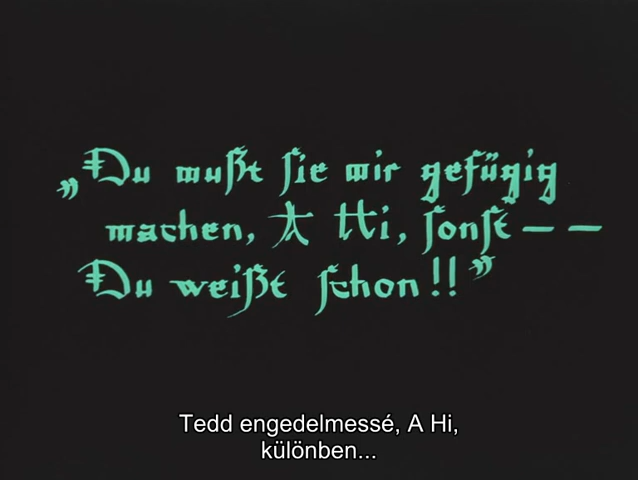 „Du mußt sie mir gefügig
machen, A Hi, sonst — —
Du weißt schon!!”
Tedd engedelmessé, A Hi,
különben...